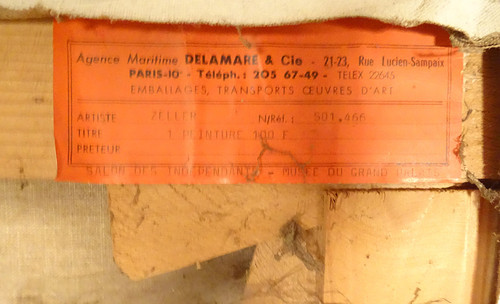 Agence Maritime DELAMARE & Cie - 21-23, Rue Lucien-Sampaix
PARIS-10e - Téléph.: 205 67-49 - TELEX 22645
EMBALLAGES, TRANSPORTS ŒUVRES D'ART
ARTISTE ZELLER N/Réf.: 501.466
TITRE 1 PEINTURE 100 F
PRETEUR
SALON DES INDEPENDANTS - MUSEE DU GRAND PALAIS